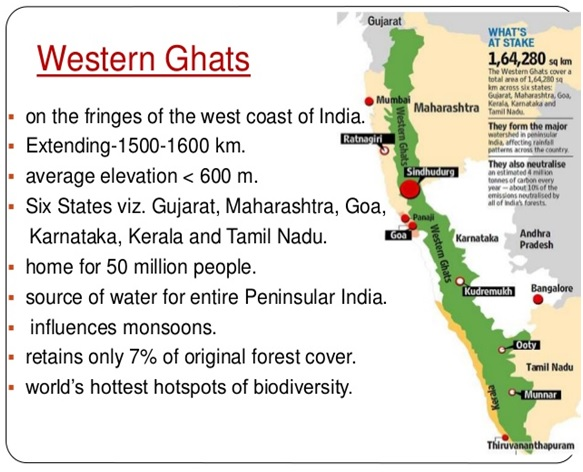 Western Ghats
on the fringes of the west coast of India.
Extending-1500-1600 km.
average elevation < 600 m.
Six States viz. Gujarat, Maharashtra, Goa,
Karnataka, Kerala and Tamil Nadu.
home for 50 million people.
source of water for entire Peninsular India.
influences monsoons.
retains only 7% of original forest cover.
world's hottest hotspots of biodiversity.
Gujarat
WHAT'S
AT STAKE
1,64,280 sq km
The Western Ghats cover a
total area of 1,64,280 sq
km across six states:
Gujarat, Maharashtra, Goa,
Kerala, Karnataka and
Tamil Nadu.
They form the major
watershed in peninsular
India, affecting rainfall
patterns across the country.
They also neutralise
an estimated 4 million
tonnes of carbon every
year — about 10% of the
emissions neutralised by
all of India's forests.
Mumbai
Maharashtra
Western Ghats
Ratnagiri
Sindhudurg
Panaji
Goa
Western Ghats
Karnataka
Andhra
Pradesh
Kudremukh
Bangalore
Ooty
Tamil Nadu
Munnar
Kerala
Thiruvananthapuram